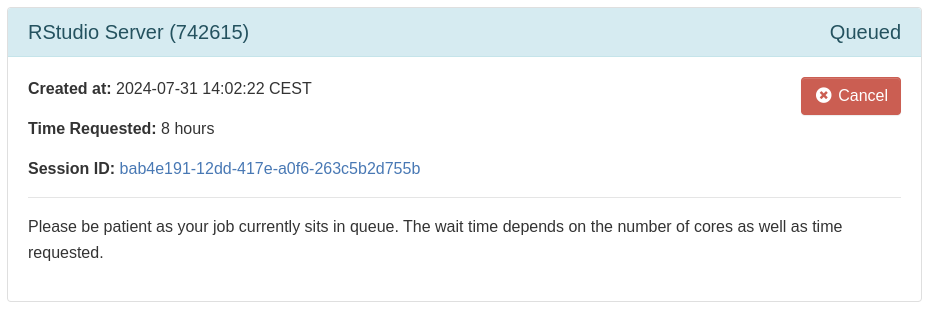 RStudio Server (742615) Queued
Created at: 2024-07-31 14:02:22 CEST
Cancel
Time Requested: 8 hours
Session ID: bab4e191-12dd-417e-a0f6-263c5b2d755b
Please be patient as your job currently sits in queue. The wait time depends on the number of cores as well as time
requested.